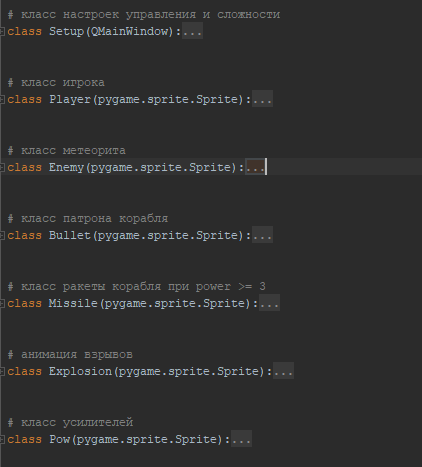 # класс настроек управления и сложности
class Setup(QMainWindow):...
# класс игрока
class Player(pygame.sprite.Sprite):...
# класс метеорита
class Enemy(pygame.sprite.Sprite):...
# класс патрона корабля
class Bullet(pygame.sprite.Sprite):...
# класс ракеты корабля при power >= 3
class Missile(pygame.sprite.Sprite):...
# анимация взрывов
class Explosion(pygame.sprite.Sprite):...
# класс усилителей
class Pow(pygame.sprite.Sprite):...